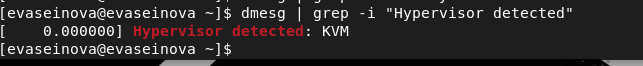 [evaseinova@evaseinova ~]$ dmesg | grep -i "Hypervisor detected"
[    0.000000] Hypervisor detected: KVM
[evaseinova@evaseinova ~]$